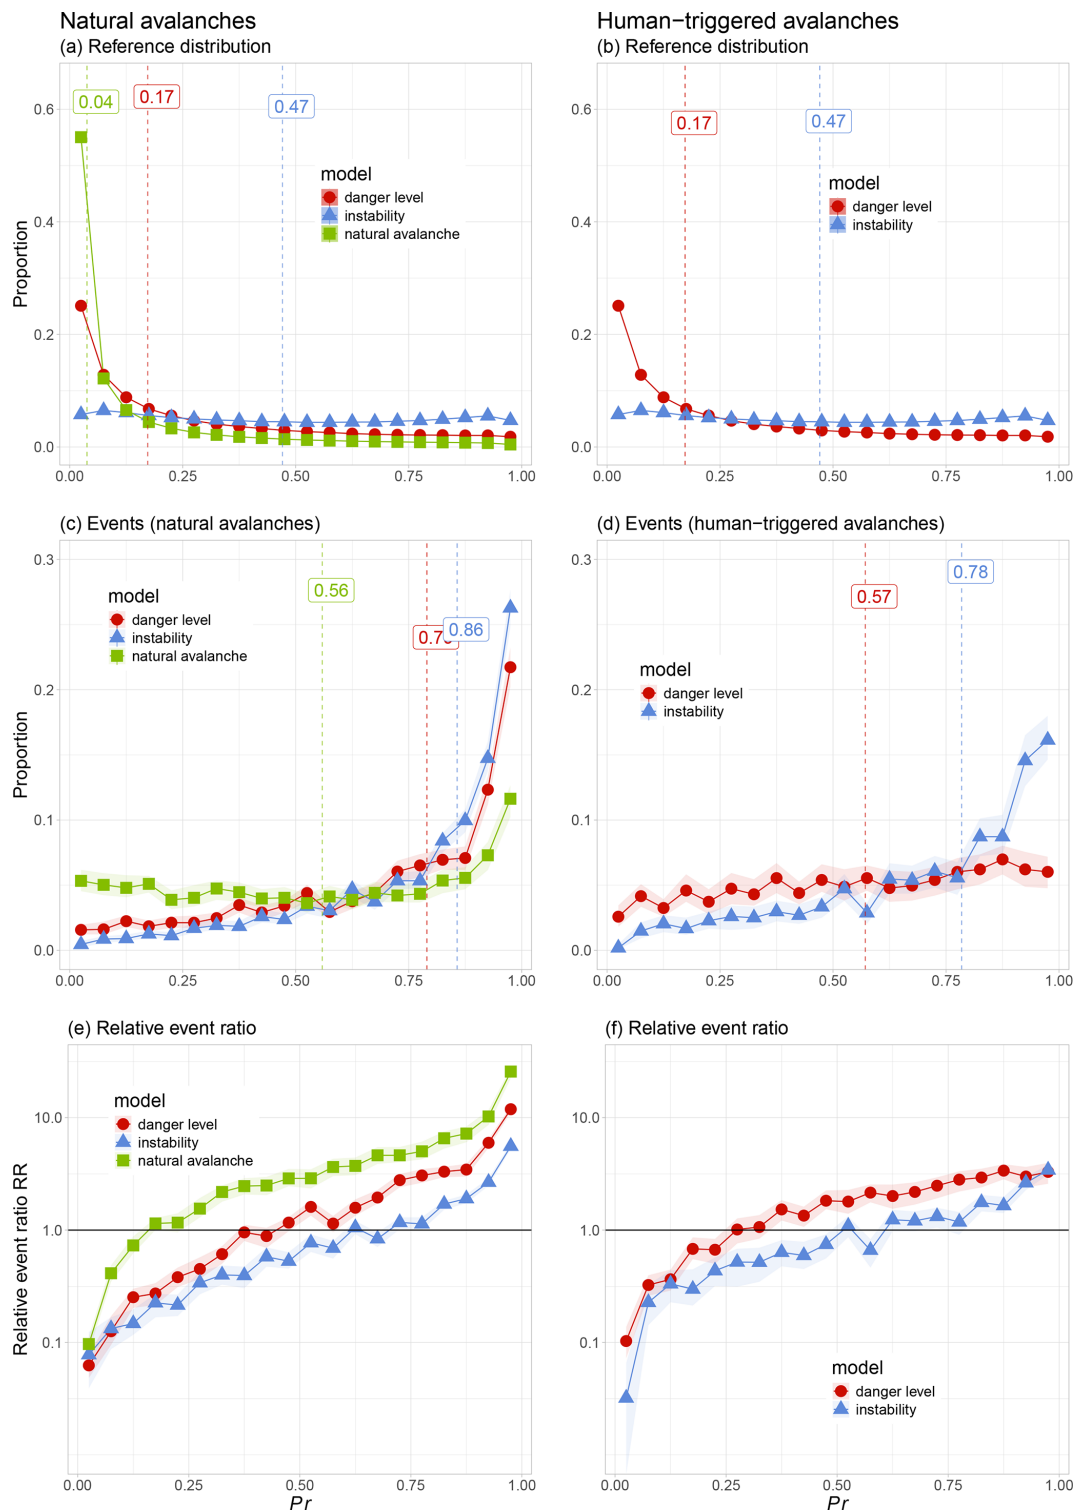 Natural avalanches
(a) Reference distribution
0.04
0.17
0.47
model
danger level
instability
natural avalanche
Proportion
0.6
0.4
0.2
0.0
0.00 0.25 0.50 0.75 1.00
Human−triggered avalanches
(b) Reference distribution
0.17
0.47
model
danger level
instability
0.6
0.4
0.2
0.0
0.00 0.25 0.50 0.75 1.00
(c) Events (natural avalanches)
0.56
0.86
model
danger level
instability
natural avalanche
Proportion
0.3
0.2
0.1
0.0
0.00 0.25 0.50 0.75 1.00
(d) Events (human−triggered avalanches)
0.57
0.78
model
danger level
instability
0.3
0.2
0.1
0.0
0.00 0.25 0.50 0.75 1.00
(e) Relative event ratio
model
danger level
instability
natural avalanche
Relative event ratio RR
10.0
1.0
0.1
0.00 0.25 0.50 0.75 1.00
Pr
(f) Relative event ratio
model
danger level
instability
10.0
1.0
0.1
0.00 0.25 0.50 0.75 1.00
Pr